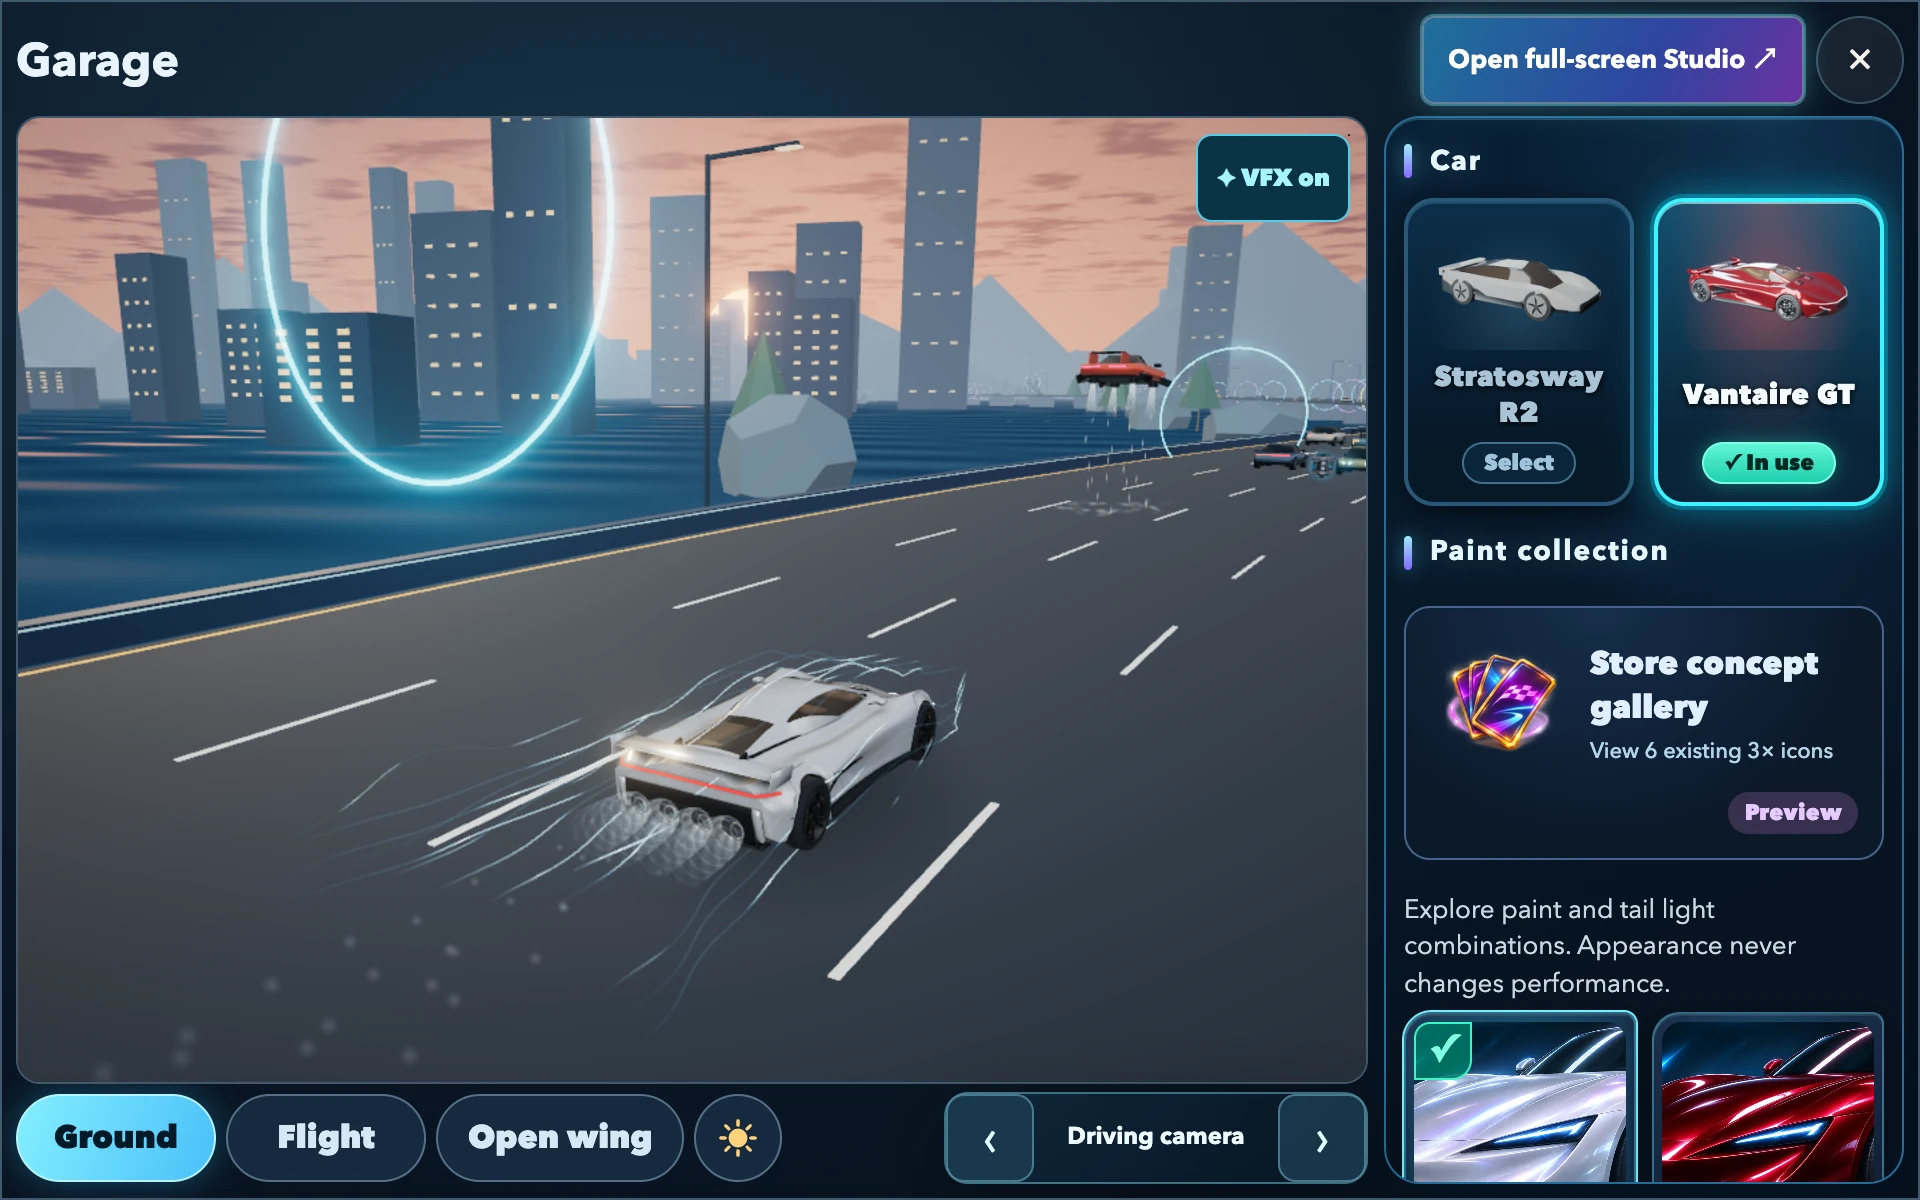 Garage
Open full-screen Studio ↗
✕
✦ VFX on
Car
Stratosway
R2
Select
Vantaire GT
✓ In use
Paint collection
Store concept
gallery
View 6 existing 3× icons
Preview
Explore paint and tail light
combinations. Appearance never
changes performance.
Ground
Flight
Open wing
‹
Driving camera
›